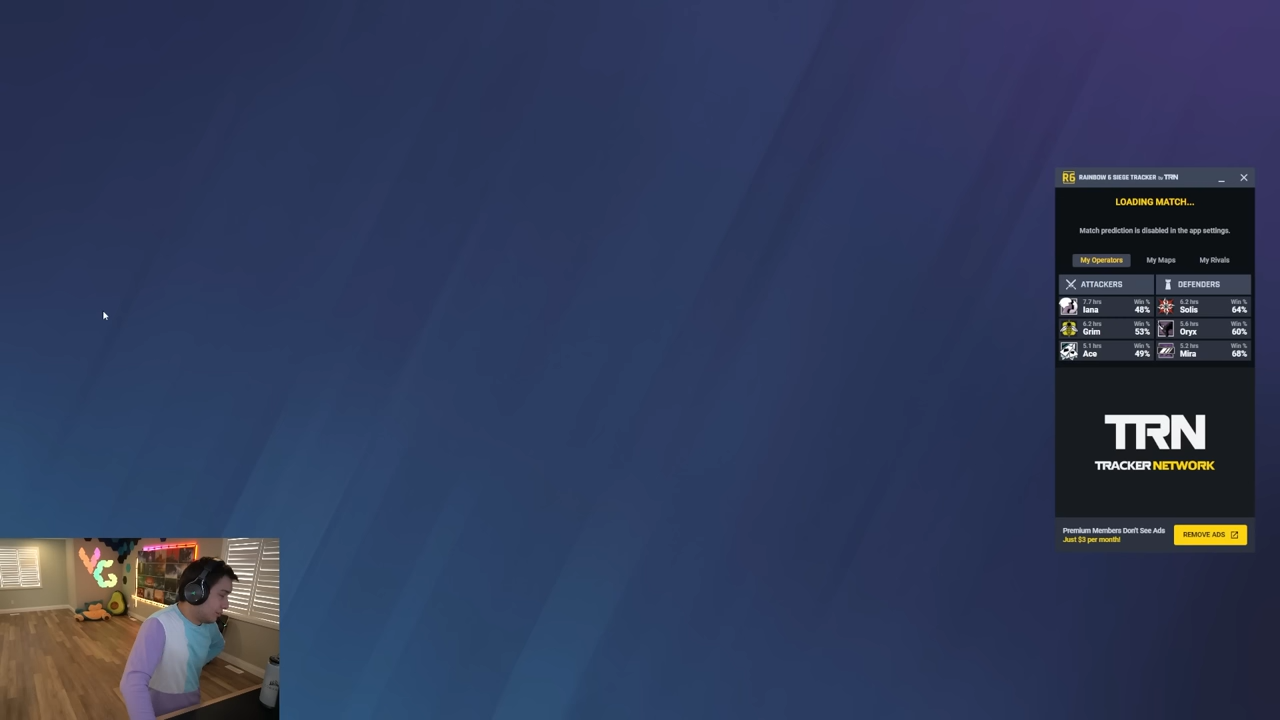 R6 RAINBOW 6 SIEGE TRACKER by TRN
LOADING MATCH...
Match prediction is disabled in the app settings.
My Operators My Maps My Rivals
ATTACKERS DEFENDERS
7.7 hrs Win % 6.2 hrs Win %
Iana 48% Solis 64%
6.2 hrs Win % 5.6 hrs Win %
Grim 53% Oryx 60%
5.1 hrs Win % 5.2 hrs Win %
Ace 49% Mira 68%
TRN
TRACKER NETWORK
Premium Members Don't See Ads
Just $3 per month!
REMOVE ADS